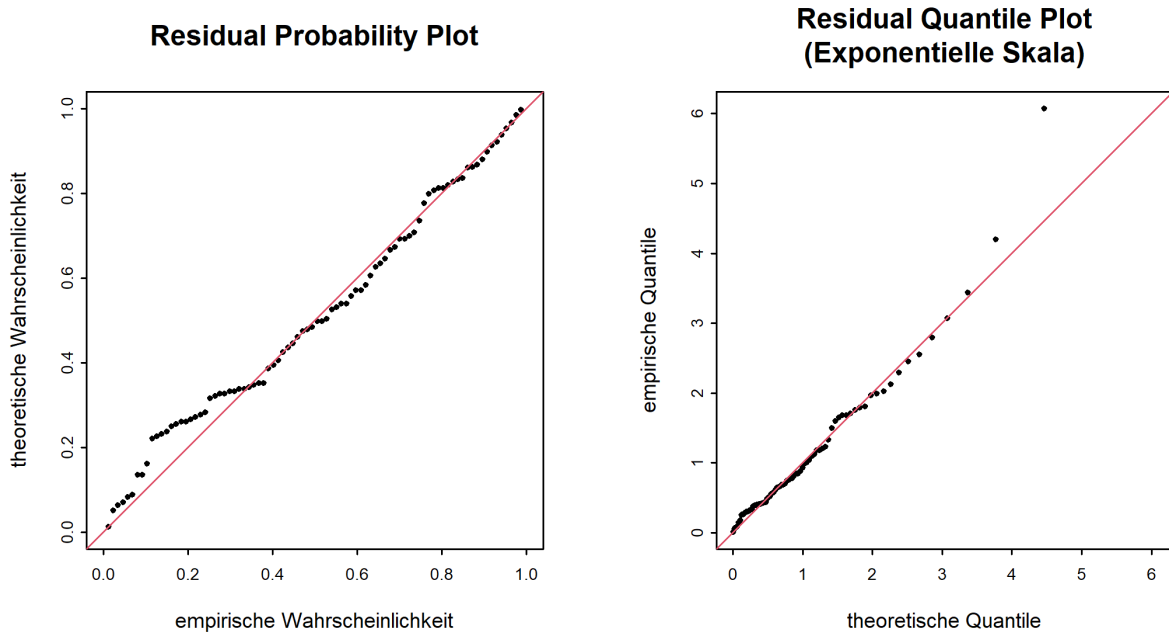 Residual Probability Plot
theoretische Wahrscheinlichkeit
1.0
0.8
0.6
0.4
0.2
0.0
0.0 0.2 0.4 0.6 0.8 1.0
empirische Wahrscheinlichkeit
Residual Quantile Plot
(Exponentielle Skala)
empirische Quantile
6
5
4
3
2
1
0
0 1 2 3 4 5 6
theoretische Quantile